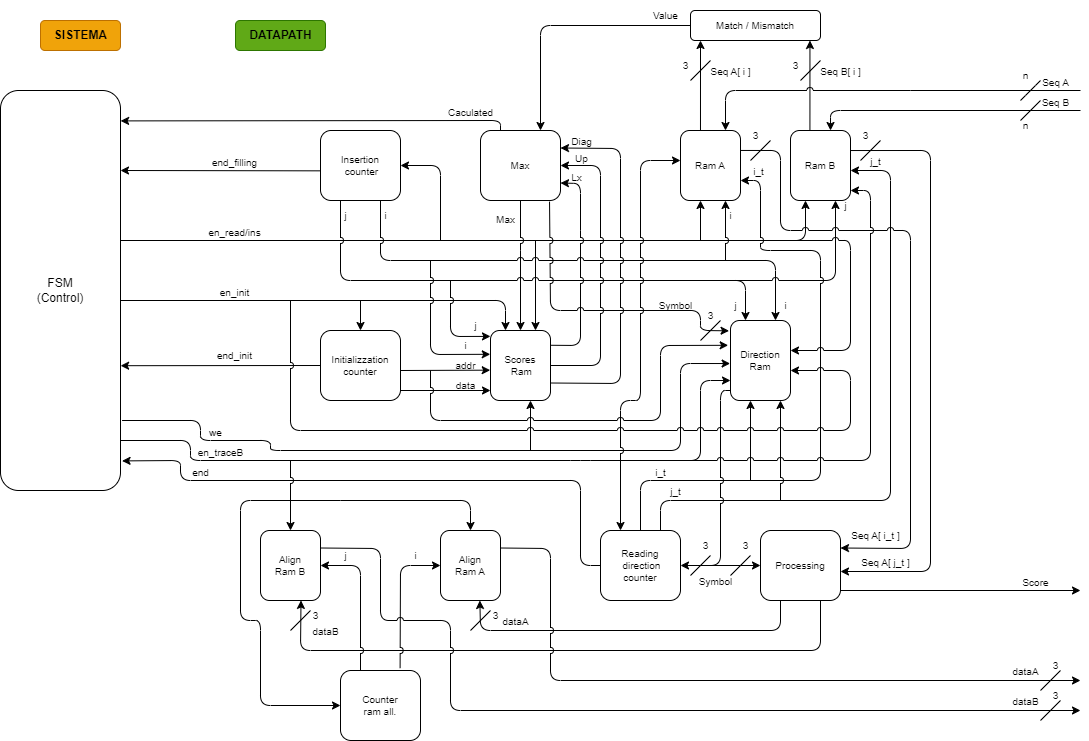 Value
Match / Mismatch
SISTEMA
DATAPATH
3
Seq A[ i ]
3
Seq B[ i ]
n
Seq A
Seq B
n
Caculated
Diag
Up
Lx
Max
Insertion
counter
end_filling
3
Ram A
i_t
3
Ram B
j_t
j
i
Max
i
j
en_read/ins
FSM
(Control)
en_init
Symbol
3
j
i
j
i
addr
data
Scores
Ram
Direction
Ram
end_init
Initializzation
counter
we
en_traceB
end
i_t
j_t
Align
Ram B
j
i
Align
Ram A
Reading
direction
counter
3
3
Symbol
Processing
Seq A[ i_t ]
Seq A[ j_t ]
Score
3
dataB
3
dataA
Counter
ram all.
dataA
3
dataB
3